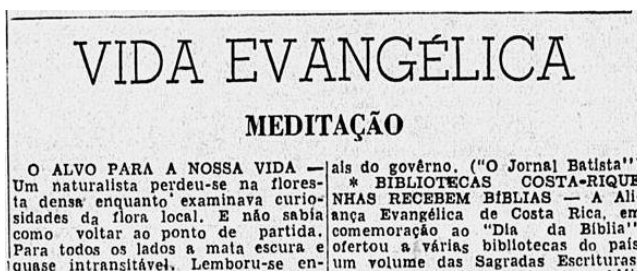 VIDA EVANGÉLICA
MEDITAÇÃO
O ALVO PARA A NOSSA VIDA —
Um naturalista perdeu-se na flores-
ta densa enquanto examinava curio-
sidades da flora local. E não sabia
como voltar ao ponto de partida.
Para todos os lados a mata escura e
quase intransitável. Lemboru-se en-
ais do govêrno. ("O Jornal Batista"
* BIBLIOTECAS COSTA-RIQUE
NHAS RECEBEM BÍBLIAS — A Ali
ança Evangélica de Costa Rica, em
comemoração ao "Dia da Bíblia"
ofertou a várias bibliotecas do país
um volume das Sagradas Escrituras